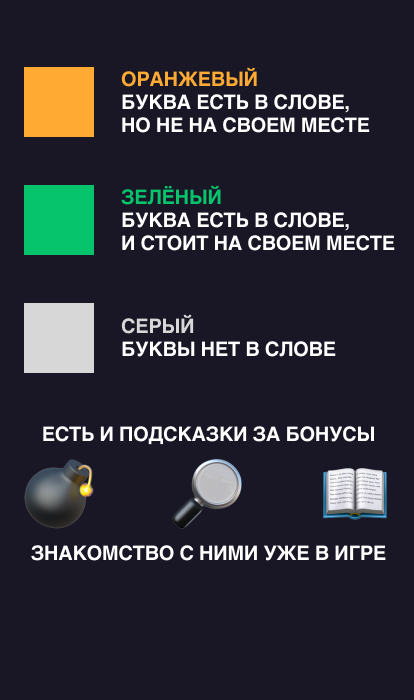 ОРАНЖЕВЫЙ
БУКВА ЕСТЬ В СЛОВЕ,
НО НЕ НА СВОЕМ МЕСТЕ
ЗЕЛЁНЫЙ
БУКВА ЕСТЬ В СЛОВЕ,
И СТОИТ НА СВОЕМ МЕСТЕ
СЕРЫЙ
БУКВЫ НЕТ В СЛОВЕ
ЕСТЬ И ПОДСКАЗКИ ЗА БОНУСЫ
ЗНАКОМСТВО С НИМИ УЖЕ В ИГРЕ